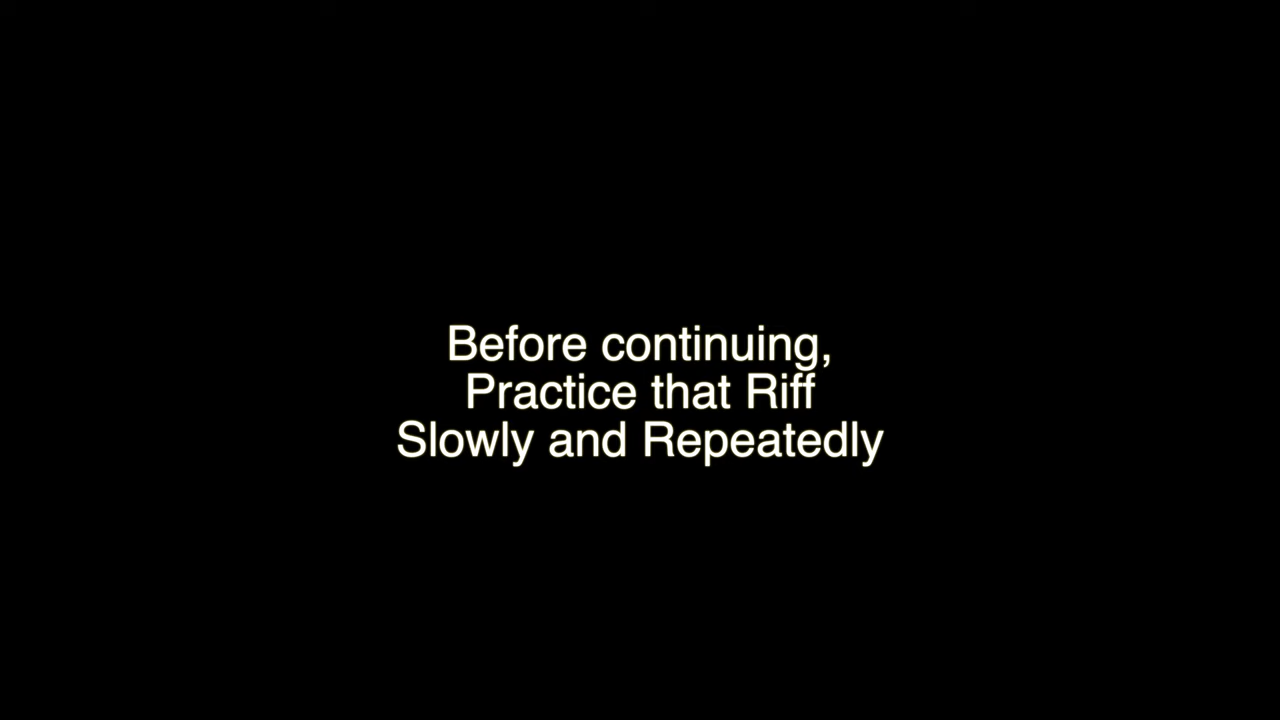 Before continuing,
Practice that Riff
Slowly and Repeatedly